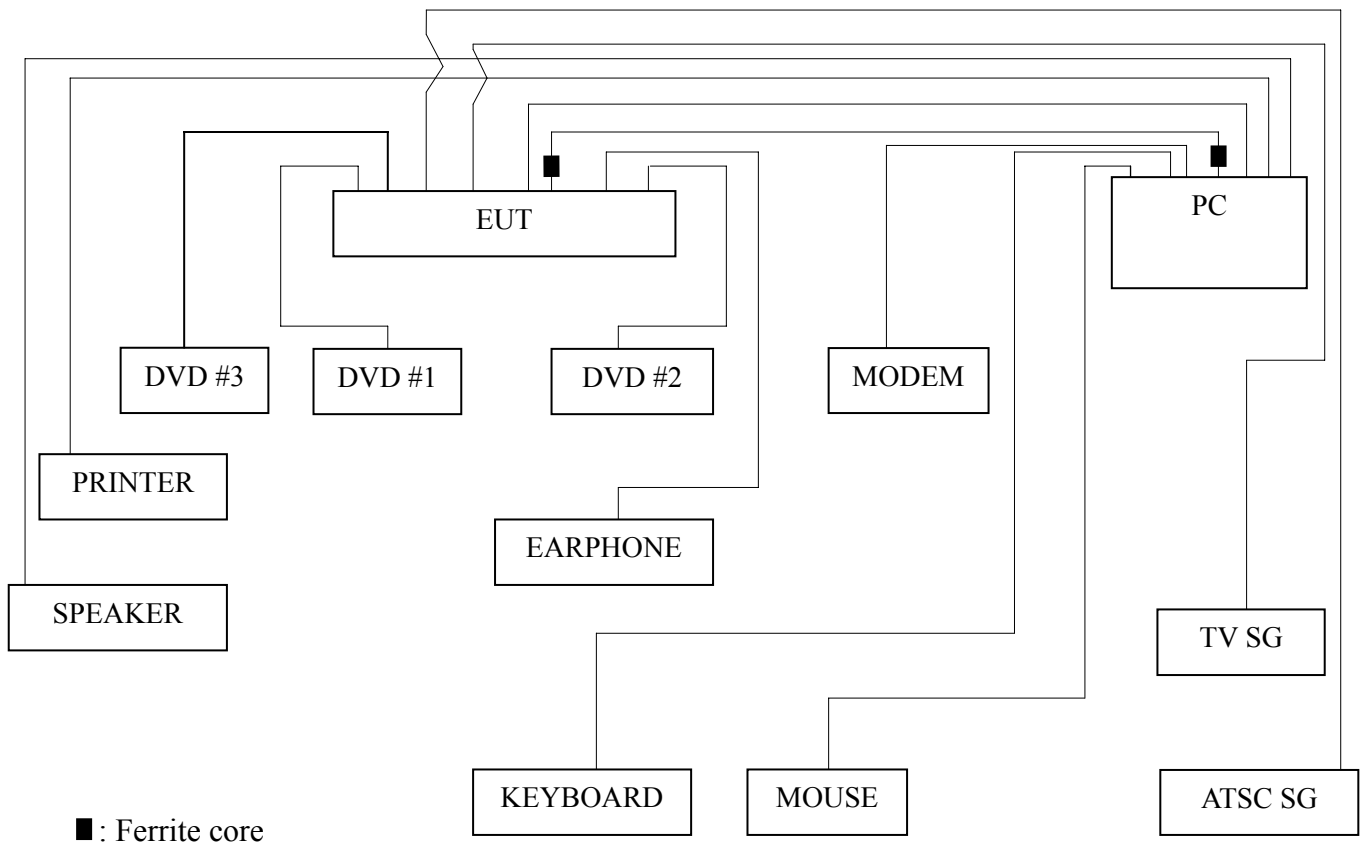 EUT
PC
DVD #3
DVD #1
DVD #2
MODEM
PRINTER
EARPHONE
SPEAKER
TV SG
KEYBOARD
MOUSE
ATSC SG
: Ferrite core